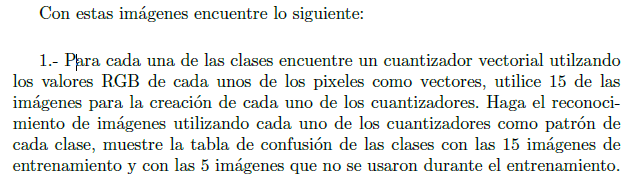 Con estas imágenes encuentre lo siguiente:
1.- Para cada una de las clases encuentre un cuantizador vectorial utilzando
los valores RGB de cada unos de los pixeles como vectores, utilice 15 de las
imágenes para la creación de cada uno de los cuantizadores. Haga el reconoci-
miento de imágenes utilizando cada uno de los cuantizadores como patrón de
cada clase, muestre la tabla de confusión de las clases con las 15 imágenes de
entrenamiento y con las 5 imágenes que no se usaron durante el entrenamiento.